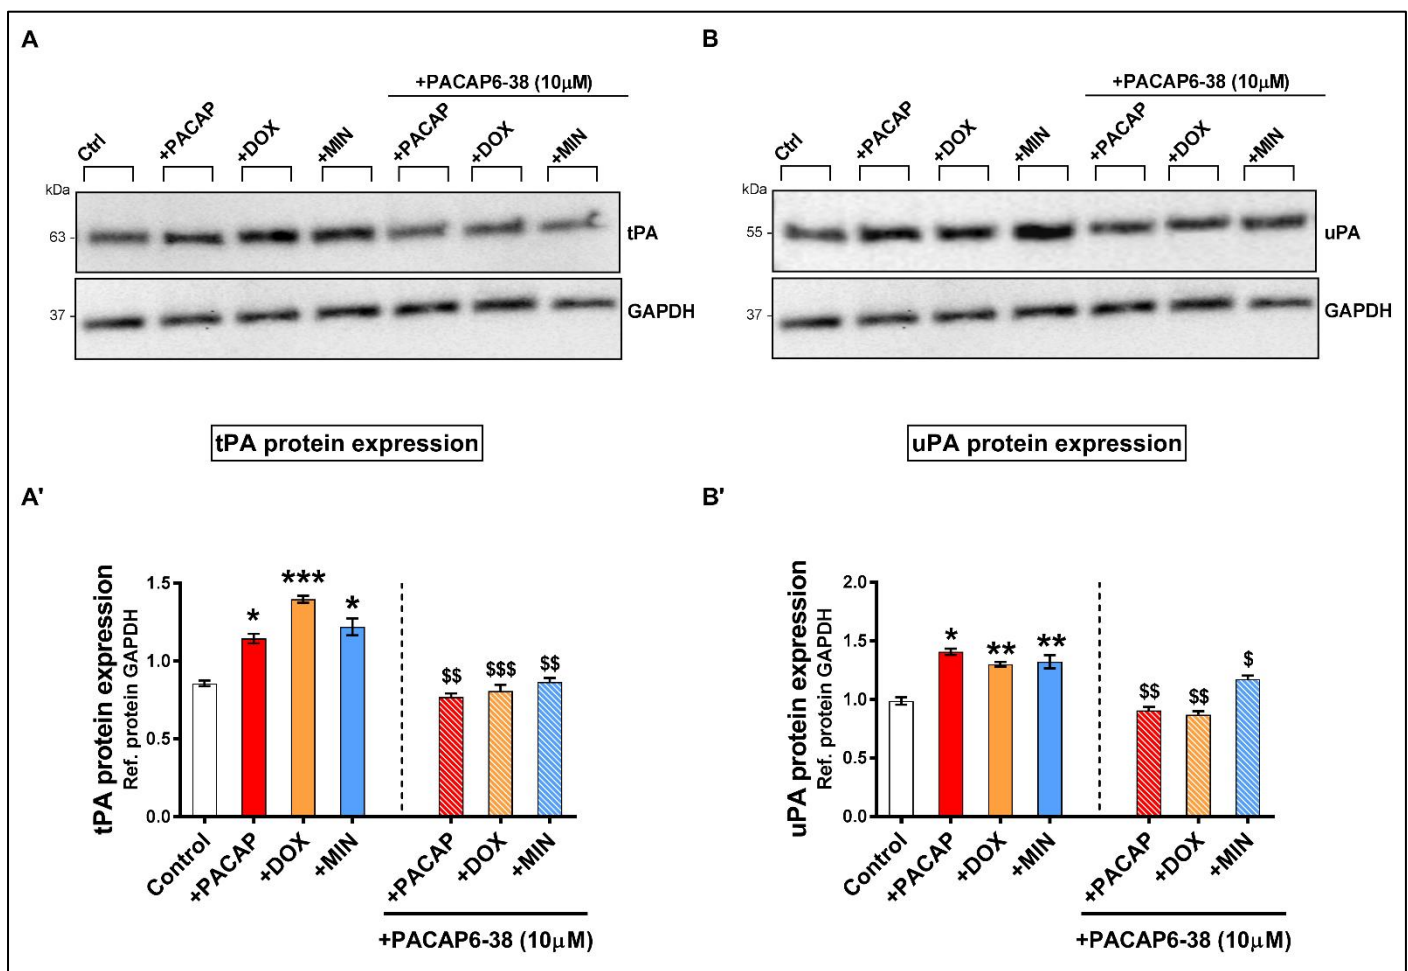 A
+PACAP6-38 (10μM)
Ctrl
+PACAP
+DOX
+MIN
+PACAP
+DOX
+MIN
kDa
63
tPA
37
GAPDH
B
+PACAP6-38 (10μM)
Ctrl
+PACAP
+DOX
+MIN
+PACAP
+DOX
+MIN
kDa
55
uPA
37
GAPDH
tPA protein expression
uPA protein expression
A'
tPA protein expression
Ref. protein GAPDH
1.5
1.0
0.5
0.0
*
***
*
$$
$$$
$$
Control
+PACAP
+DOX
+MIN
+PACAP
+DOX
+MIN
+PACAP6-38 (10μM)
B'
uPA protein expression
Ref. protein GAPDH
2.0
1.5
1.0
0.5
0.0
*
**
**
$$
$$
$
Control
+PACAP
+DOX
+MIN
+PACAP
+DOX
+MIN
+PACAP6-38 (10μM)